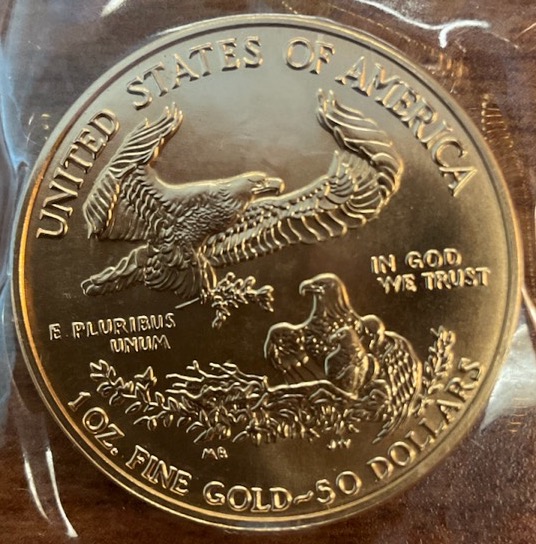 UNITED STATES OF AMERICA
IN GOD
WE TRUST
E PLURIBUS
UNUM
MB
JW
1 OZ. FINE GOLD~50 DOLLARS